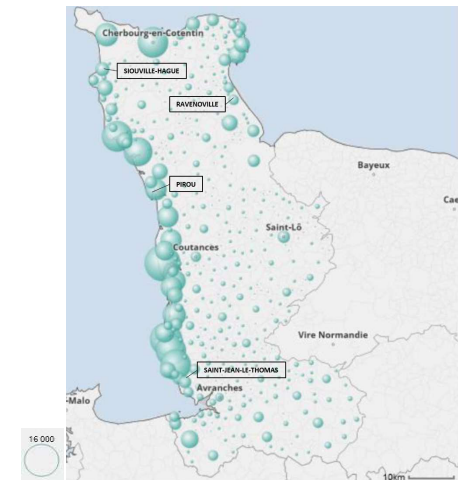 Cherbourg-en-Cotentin
SIOUVILLE-HAGUE
RAVENOVILLE
Bayeux
PIROU
Cae
Saint-Lô
Coutances
Vire Normandie
SAINT-JEAN-LE-THOMAS
Avranches
-Malo
16 000
10km